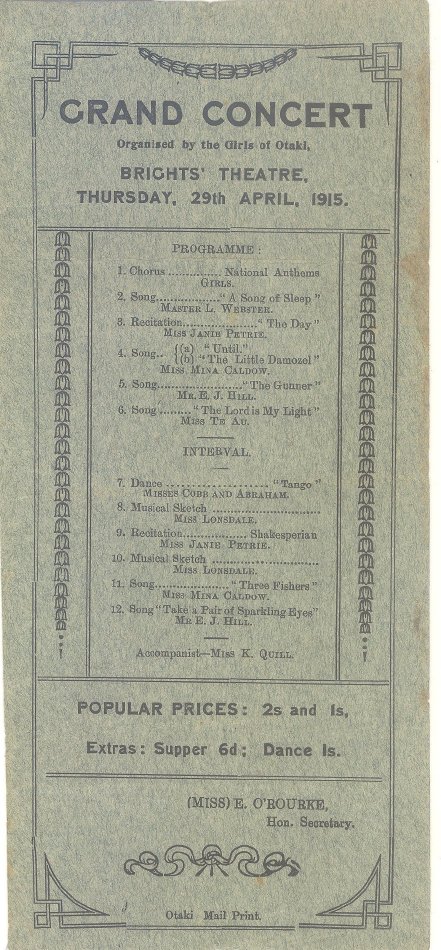 GRAND CONCERT
Organised by the Girls of Otaki,
BRIGHTS' THEATRE,
THURSDAY, 29th APRIL, 1915.
PROGRAMME:
1. Chorus .............. National Anthems
GIRLS.
2. Song.................." A Song of Sleep "
MASTER L. WEBSTER.
3. Recitation....................." The Day "
MISS JANIE PETRIE.
4. Song.. {(a) "Until."
{(b) "The Little Damozel"
MISS MINA CALDOW.
5. Song........................"The Gunner"
MR. E. J. HILL.
6. Song ........." The Lord is My Light"
MISS TE AU.
INTERVAL.
7. Dance ...................... "Tango"
MISSES COBB AND ABRAHAM.
8. Musical Sketch ..............................
MISS LONSDALE.
9. Recitation.................. Shakesperian
MISS JANIE PETRIE.
10. Musical Sketch ..............................
MISS LONSDALE.
11. Song....................." Three Fishers"
MISS MINA CALDOW.
12. Song "Take a Pair of Sparkling Eyes"
MR E. J. HILL.
Accompanist—MISS K. QUILL.
POPULAR PRICES: 2s and 1s,
Extras: Supper 6d; Dance 1s.
(MISS) E. O'ROURKE,
Hon. Secretary.
Otaki Mail Print.